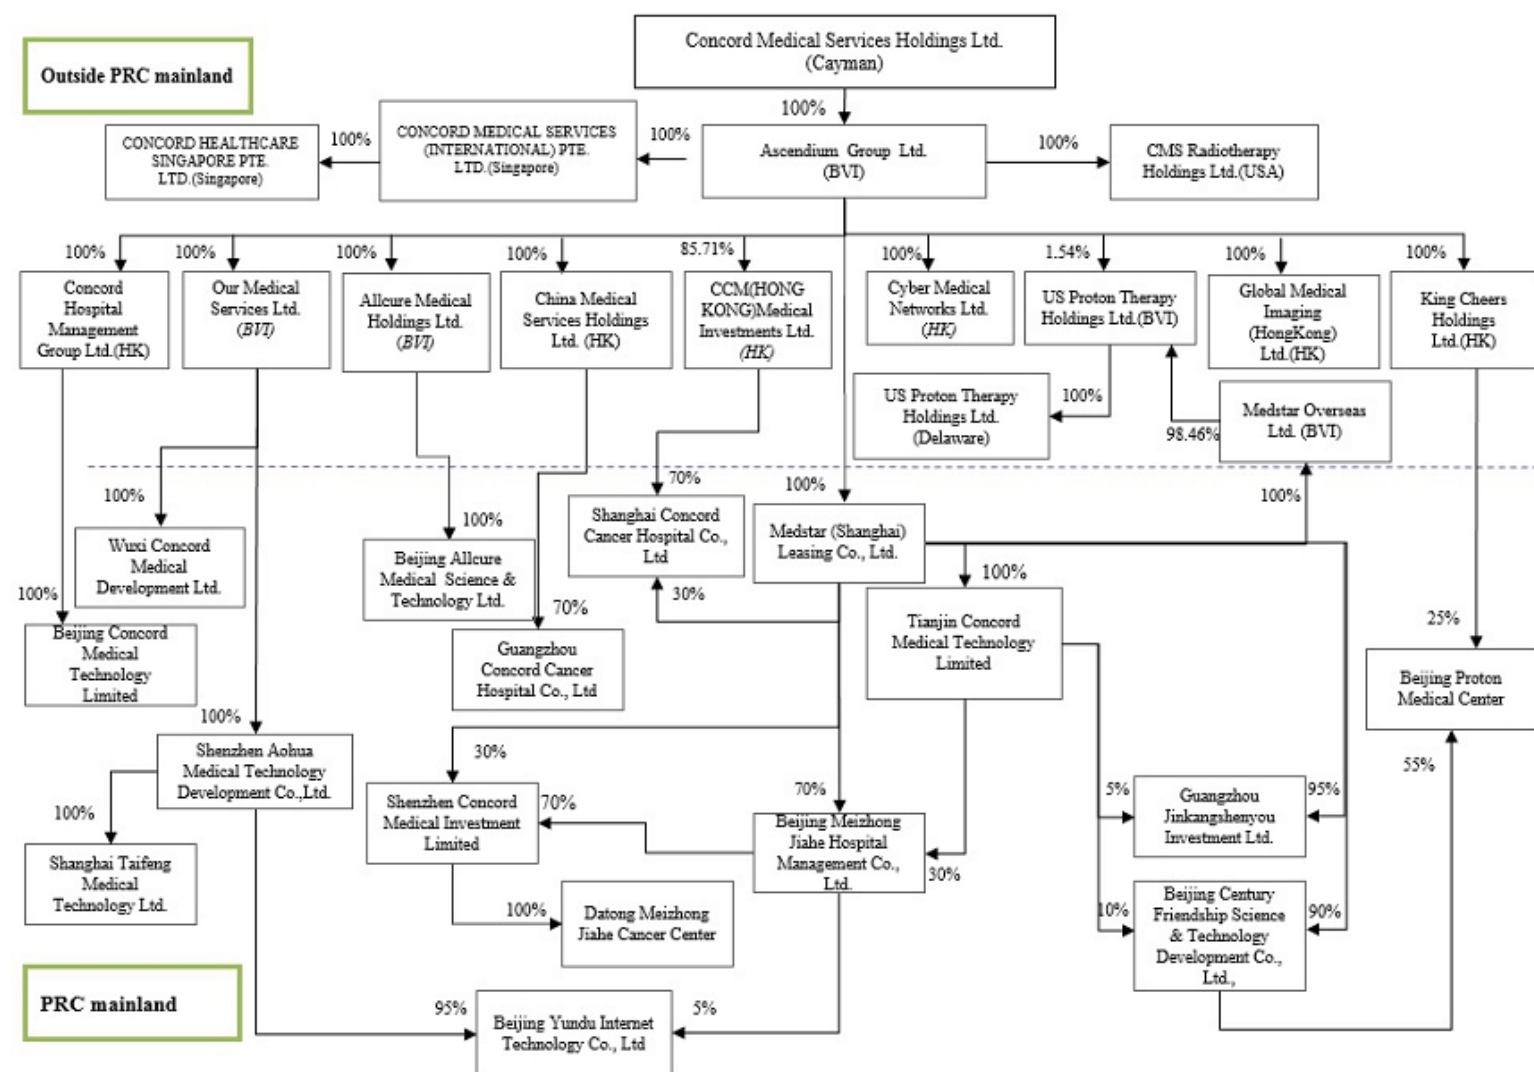 Concord Medical Services Holdings Ltd.
(Cayman)
Outside PRC mainland
100%
CONCORD HEALTHCARE
SINGAPORE PTE.
LTD.(Singapore)
100%
CONCORD MEDICAL SERVICES
(INTERNATIONAL) PTE.
LTD.(Singapore)
100%
Ascendium Group Ltd.
(BVI)
100%
CMS Radiotherapy
Holdings Ltd.(USA)
100%
100%
100%
100%
85.71%
100%
1.54%
100%
100%
Concord
Hospital
Management
Group Ltd.(HK)
Our Medical
Services Ltd.
(BVI)
Allcure Medical
Holdings Ltd.
(BVI)
China Medical
Services Holdings
Ltd. (HK)
CCM(HONG
KONG)Medical
Investments Ltd.
(HK)
Cyber Medical
Networks Ltd.
(HK)
US Proton Therapy
Holdings Ltd.(BVI)
Global Medical
Imaging
(HongKong)
Ltd.(HK)
King Cheers
Holdings
Ltd.(HK)
US Proton Therapy
Holdings Ltd.
(Delaware)
100%
98.46%
Medstar Overseas
Ltd. (BVI)
100%
100%
70%
100%
100%
Wuxi Concord
Medical
Development Ltd.
Beijing Allcure
Medical Science &
Technology Ltd.
Shanghai Concord
Cancer Hospital Co.,
Ltd
Medstar (Shanghai)
Leasing Co., Ltd.
100%
100%
30%
70%
25%
Beijing Concord
Medical
Technology
Limited
Guangzhou
Concord Cancer
Hospital Co., Ltd
Tianjin Concord
Medical Technology
Limited
Beijing Proton
Medical Center
100%
Shenzhen Aohua
Medical Technology
Development Co.,Ltd.
30%
70%
70%
55%
5%
95%
Shenzhen Concord
Medical Investment
Limited
Beijing Meizhong
Jiahe Hospital
Management Co.,
Ltd.
Guangzhou
Jinkangshenyou
Investment Ltd.
100%
30%
Shanghai Taifeng
Medical
Technology Ltd.
100%
Datong Meizhong
Jiahe Cancer Center
10%
90%
Beijing Century
Friendship Science
& Technology
Development Co.,
Ltd.,
PRC mainland
95%
5%
Beijing Yundu Internet
Technology Co., Ltd